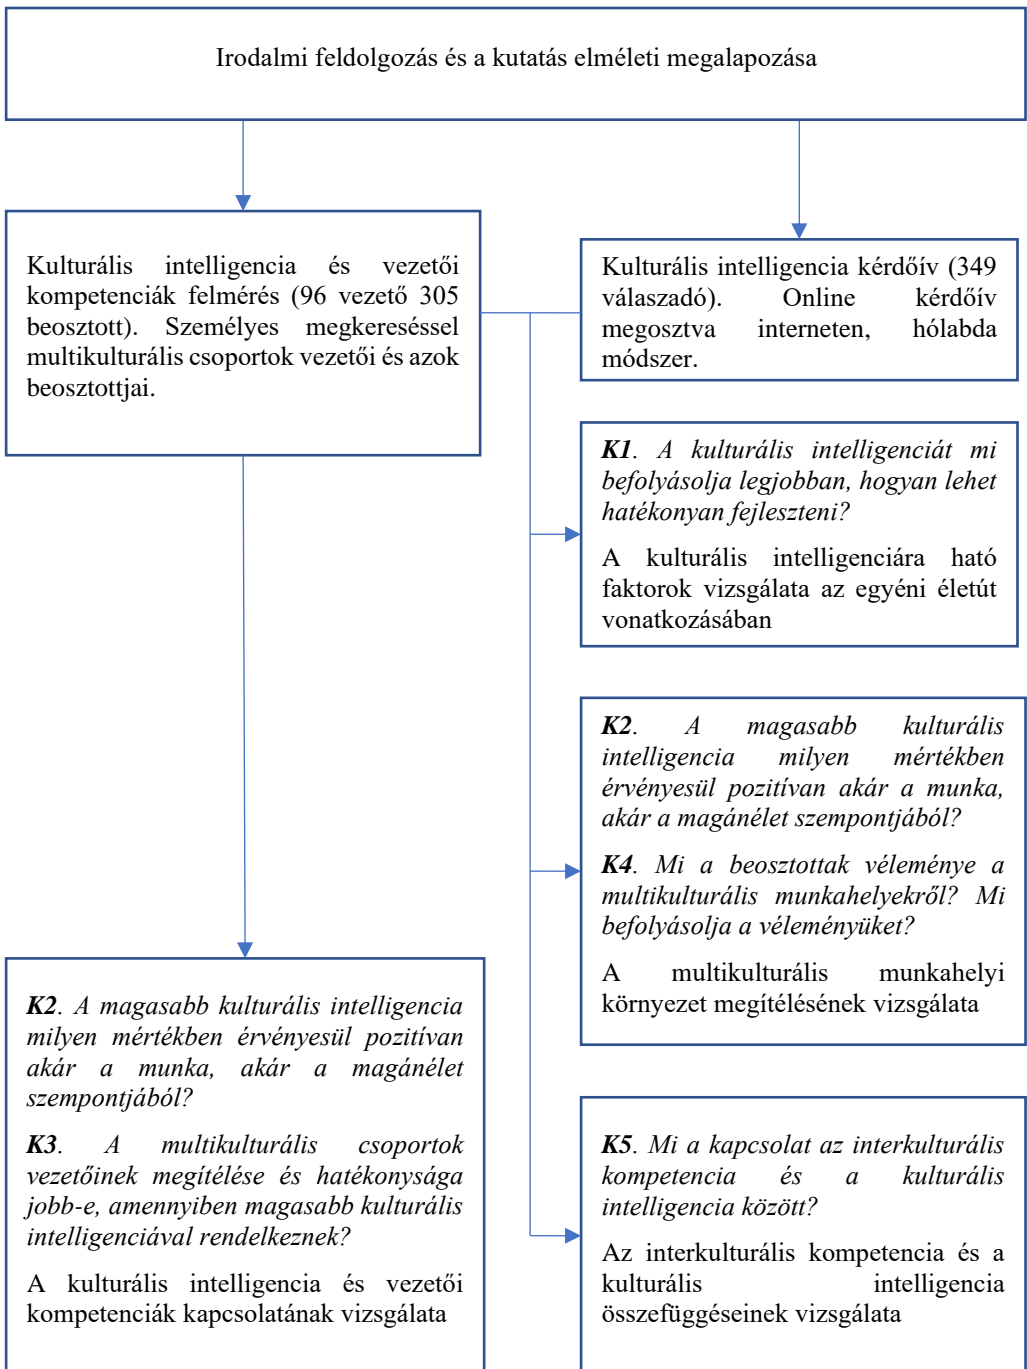 Irodalmi feldolgozás és a kutatás elméleti megalapozása
Kulturális intelligencia és vezetői
kompetenciák felmérés (96 vezető 305
beosztott). Személyes megkereséssel
multikulturális csoportok vezetői és azok
beosztottjai.
Kulturális intelligencia kérdőív (349
válaszadó). Online kérdőív
megosztva interneten, hólabda
módszer.
K1. A kulturális intelligenciát mi
befolyásolja legjobban, hogyan lehet
hatékonyan fejleszteni?
A kulturális intelligenciára ható
faktorok vizsgálata az egyéni életút
vonatkozásában
K2. A magasabb kulturális
intelligencia milyen mértékben
érvényesül pozitívan akár a munka,
akár a magánélet szempontjából?
K4. Mi a beosztottak véleménye a
multikulturális munkahelyekről? Mi
befolyásolja a véleményüket?
A multikulturális munkahelyi
környezet megítélésének vizsgálata
K2. A magasabb kulturális intelligencia
milyen mértékben érvényesül pozitívan
akár a munka, akár a magánélet
szempontjából?
K3. A multikulturális csoportok
vezetőinek megítélése és hatékonysága
jobb-e, amennyiben magasabb kulturális
intelligenciával rendelkeznek?
A kulturális intelligencia és vezetői
kompetenciák kapcsolatának vizsgálata
K5. Mi a kapcsolat az interkulturális
kompetencia és a kulturális
intelligencia között?
Az interkulturális kompetencia és a
kulturális intelligencia
összefüggéseinek vizsgálata